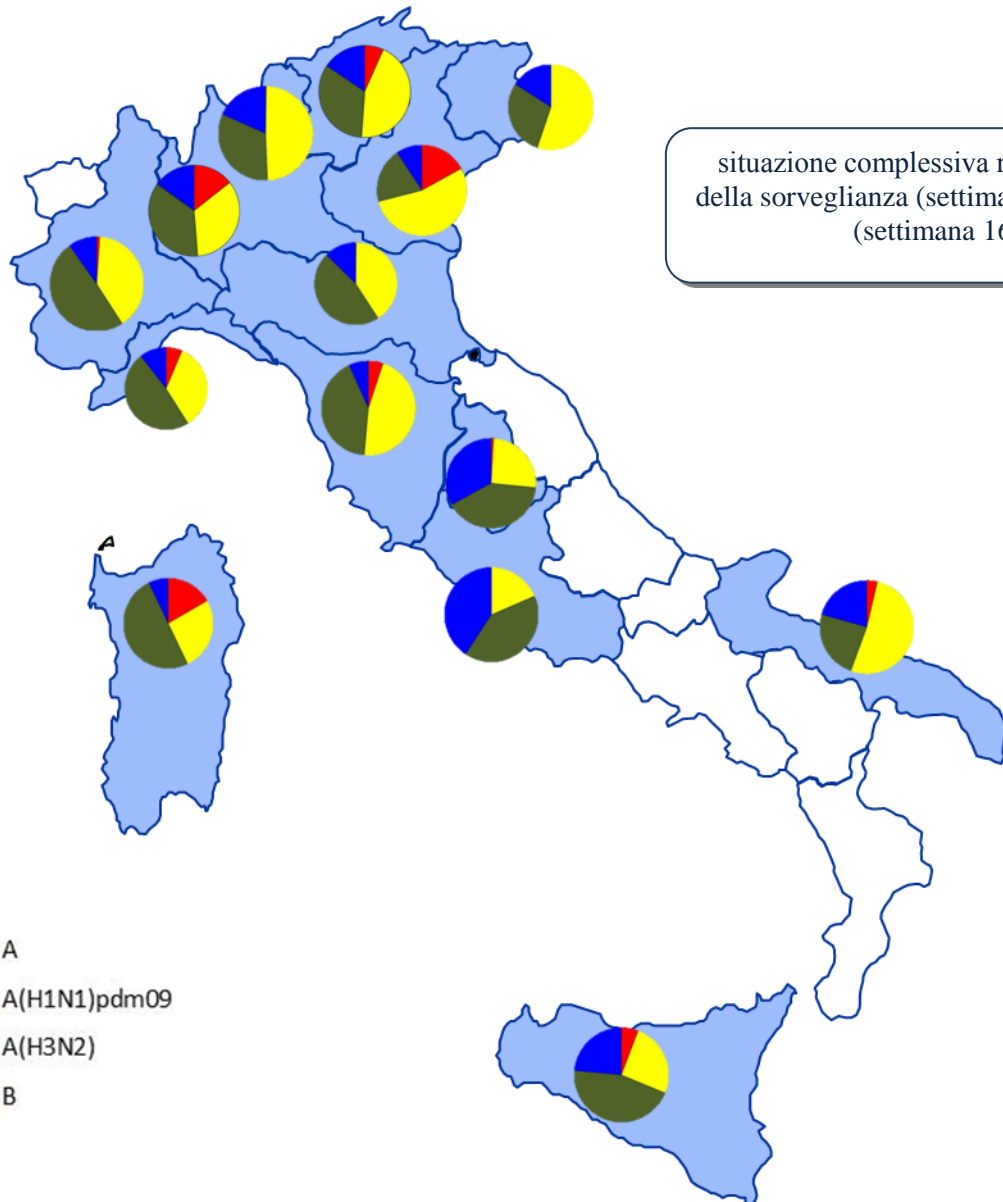 situazione complessiva
della sorveglianza (settima
(settimana 16
A
A(H1N1)pdm09
A(H3N2)
B